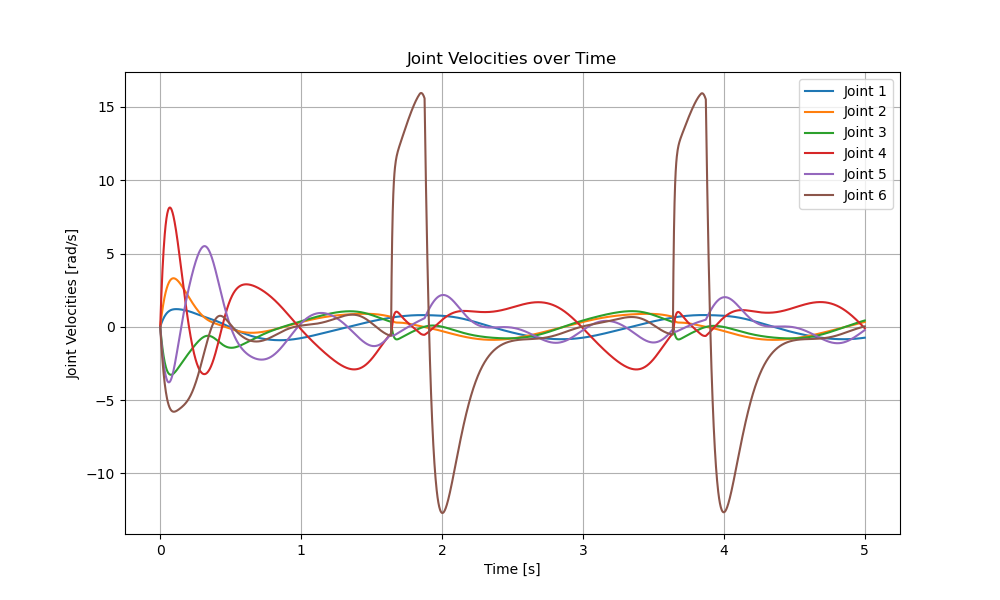 Joint Velocities over Time
Joint Velocities [rad/s]
15
10
5
0
−5
−10
0
1
2
3
4
5
Time [s]
Joint 1
Joint 2
Joint 3
Joint 4
Joint 5
Joint 6